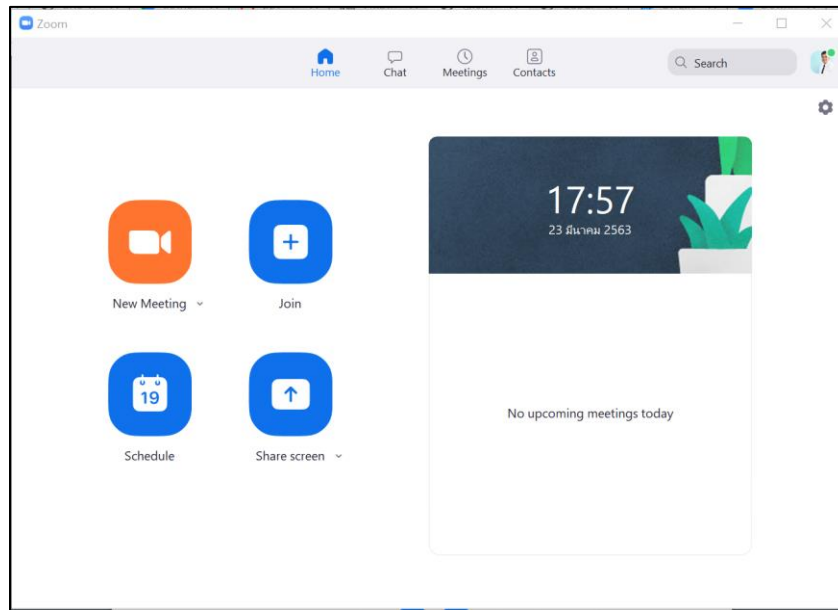 Zoom
Home Chat Meetings Contacts
Search
17:57
23 มีนาคม 2563
New Meeting Join
19
Schedule Share screen
No upcoming meetings today